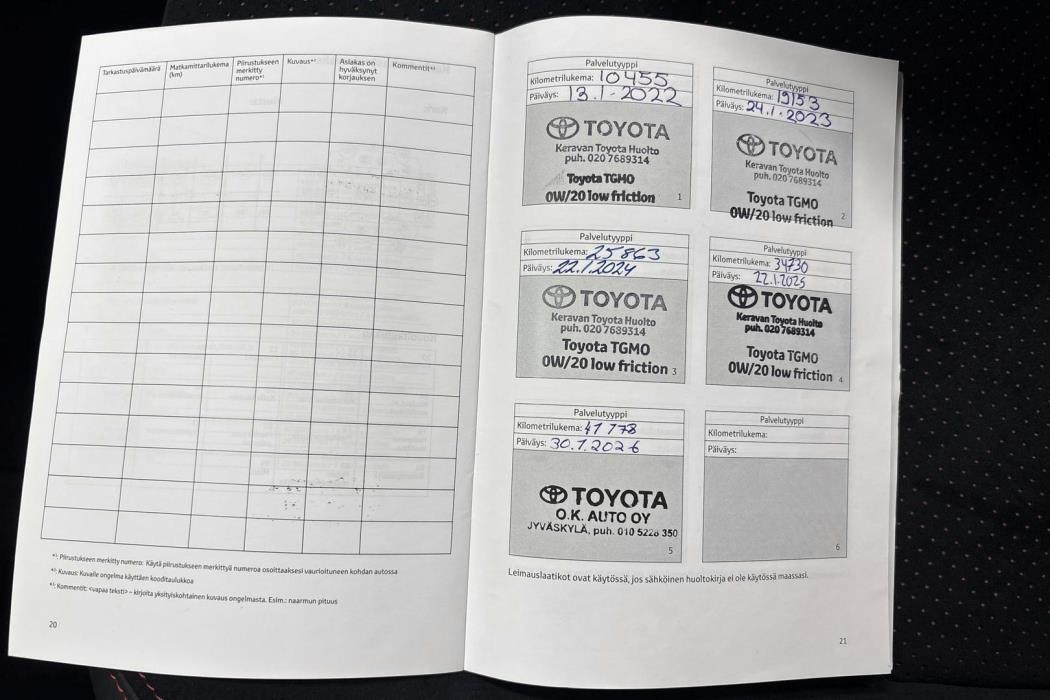 Tarkastuspäivämäärä Matkamittarilukema (km) Piirustukseen merkitty numero*¹⁾ Kuvaus*²⁾ Asiakas on hyväksynyt korjauksen Kommentit*³⁾
*¹⁾: Piirustukseen merkitty numero: Käytä piirustukseen merkittyä numeroa osoittaaksesi vaurioituneen kohdan autossa
*²⁾: Kuvaus: Kuvaile ongelma käyttäen kooditaulukkoa
*³⁾: Kommentit: <vapaa teksti> – kirjoita yksityiskohtainen kuvaus ongelmasta. Esim.: naarmun pituus
20
Palvelutyyppi
Kilometrilukema: 10455
Päiväys: 13.1-2022
TOYOTA
Keravan Toyota Huolto
puh. 020 7689314
Toyota TGMO
0W/20 low friction 1
Palvelutyyppi
Kilometrilukema: 19153
Päiväys: 24.1.2023
TOYOTA
Keravan Toyota Huolto
puh. 020 7689314
Toyota TGMO
0W/20 low friction 2
Palvelutyyppi
Kilometrilukema: 25863
Päiväys: 22.1.2024
TOYOTA
Keravan Toyota Huolto
puh. 020 7689314
Toyota TGMO
0W/20 low friction 3
Palvelutyyppi
Kilometrilukema: 34730
Päiväys: 22.1.2025
TOYOTA
Keravan Toyota Huolto
puh. 020 7689314
Toyota TGMO
0W/20 low friction 4
Palvelutyyppi
Kilometrilukema: 41 778
Päiväys: 30.1.2026
TOYOTA
O.K. AUTO OY
JYVÄSKYLÄ, puh. 010 5226 350
5
Palvelutyyppi
Kilometrilukema:
Päiväys:
6
Leimauslaatikot ovat käytössä, jos sähköinen huoltokirja ei ole käytössä maassasi.
21